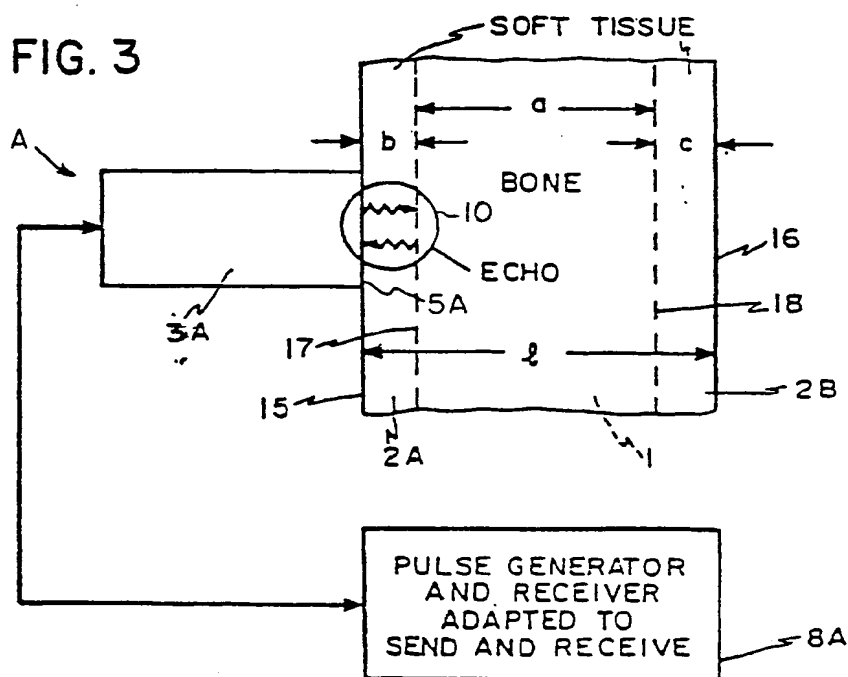 FIG. 3
SOFT TISSUE
4
a
A
b
c
BONE
10
16
ECHO
5A
18
3A
17
l
15
2B
2A
1
PULSE GENERATOR
AND RECEIVER
ADAPTED TO
SEND AND RECEIVE
8A